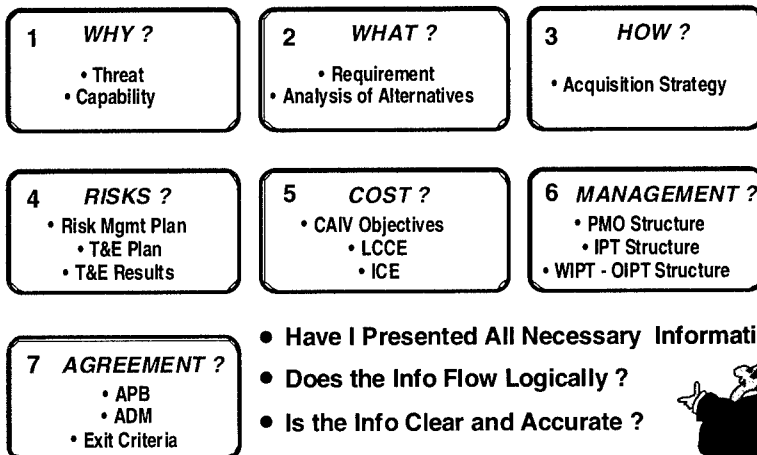 1 WHY ?
• Threat
• Capability
2 WHAT ?
• Requirement
• Analysis of Alternatives
3 HOW ?
• Acquisition Strategy
4 RISKS ?
• Risk Mgmt Plan
• T&E Plan
• T&E Results
5 COST ?
• CAIV Objectives
• LCCE
• ICE
6 MANAGEMENT ?
• PMO Structure
• IPT Structure
• WIPT - OIPT Structure
7 AGREEMENT ?
• APB
• ADM
• Exit Criteria
• Have I Presented All Necessary Informati
• Does the Info Flow Logically ?
• Is the Info Clear and Accurate ?